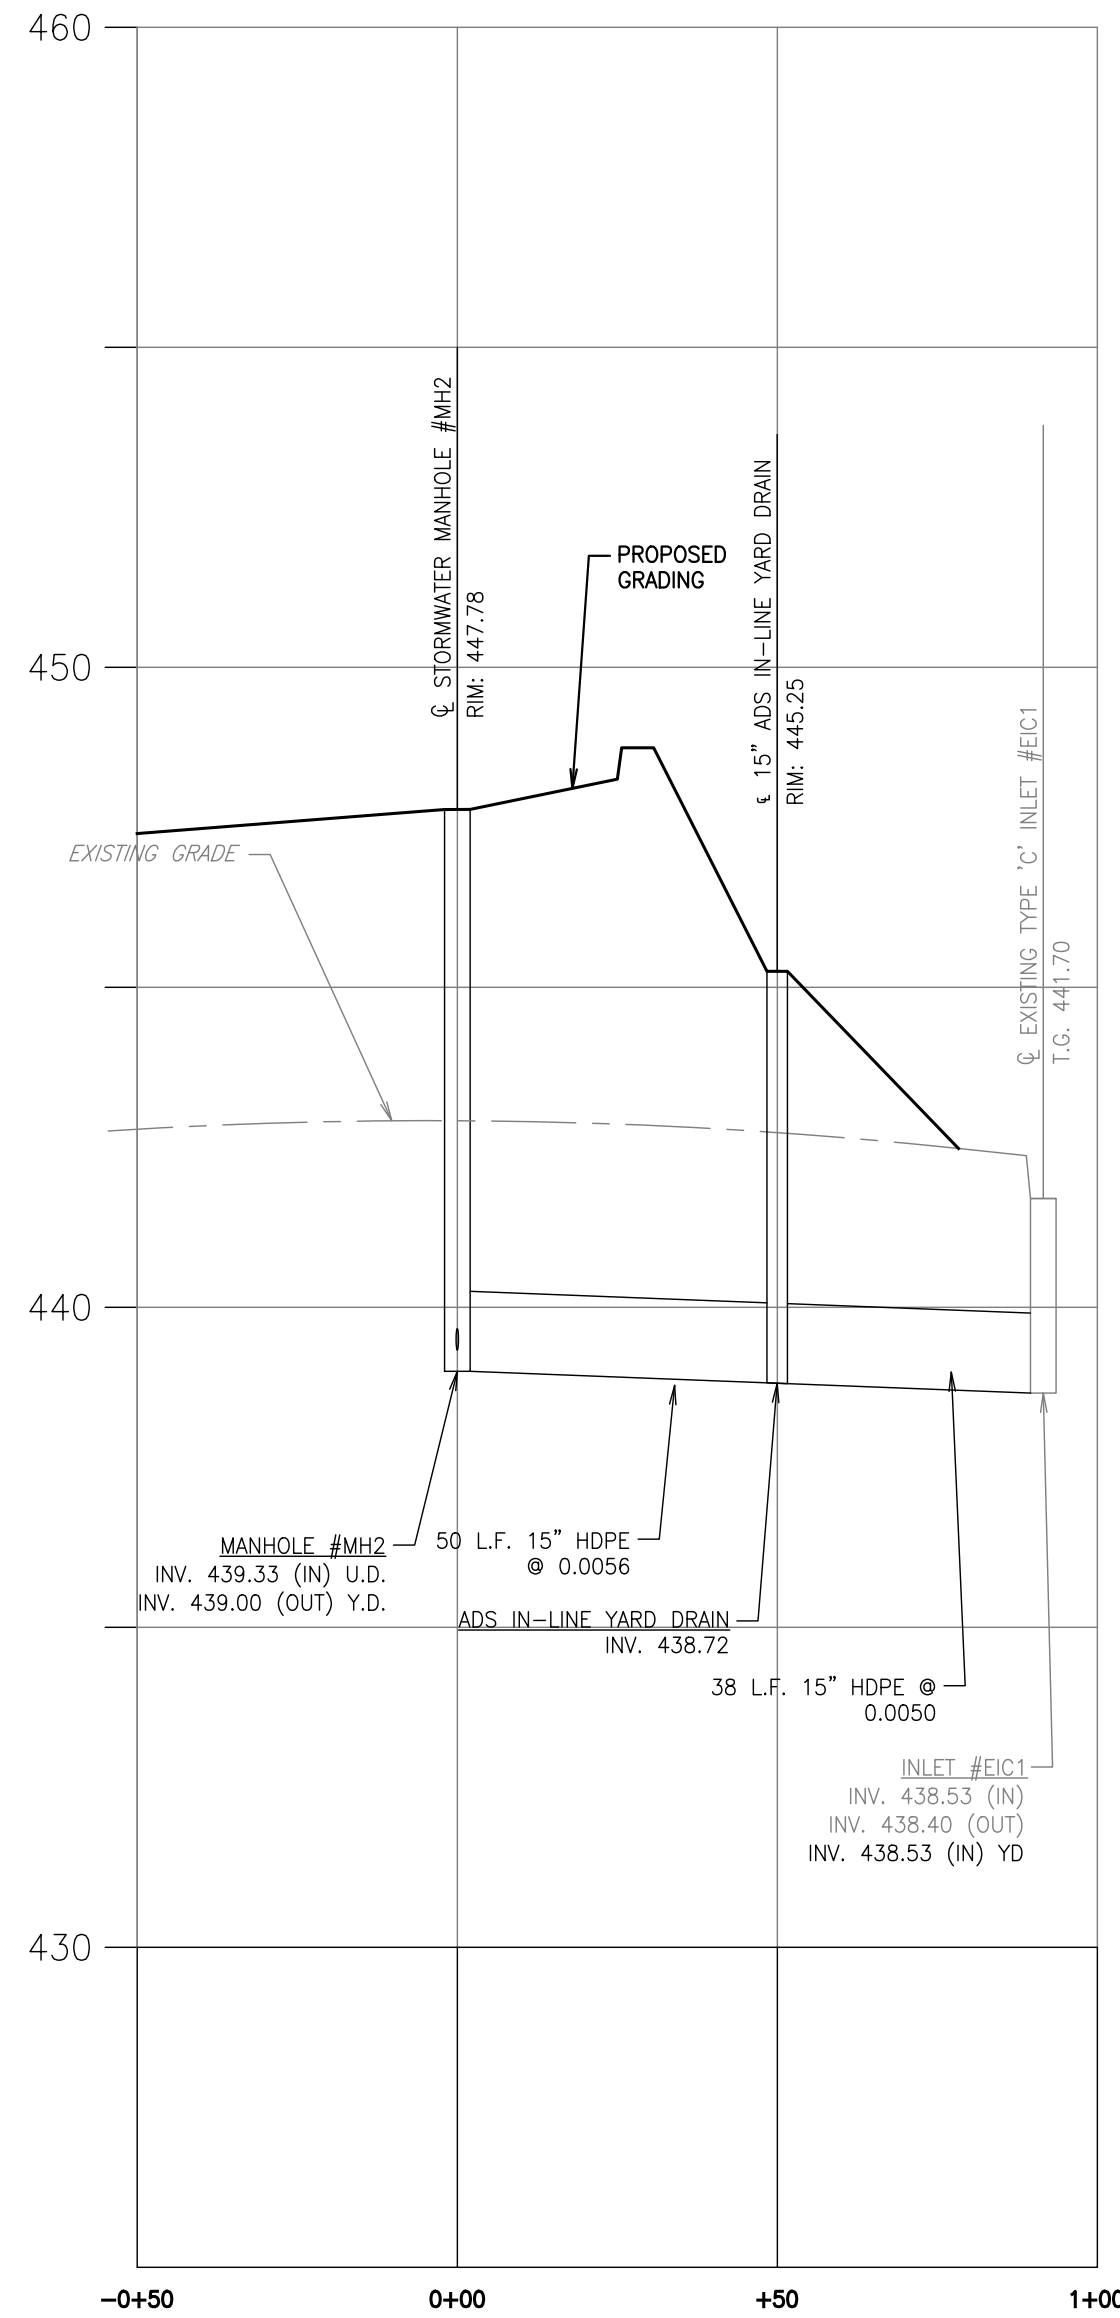 460
℄ STORMWATER MANHOLE #MH2
RIM: 447.78
℄ 15” ADS IN-LINE YARD DRAIN
RIM: 445.25
PROPOSED
GRADING
450
℄ EXISTING TYPE 'C' INLET #EIC1
T.G. 441.70
EXISTING GRADE
440
MANHOLE #MH2
INV. 439.33 (IN) U.D.
INV. 439.00 (OUT) Y.D.
50 L.F. 15” HDPE
@ 0.0056
ADS IN-LINE YARD DRAIN
INV. 438.72
38 L.F. 15” HDPE @
0.0050
INLET #EIC1
INV. 438.53 (IN)
INV. 438.40 (OUT)
INV. 438.53 (IN) YD
430
-0+50 0+00 +50 1+00